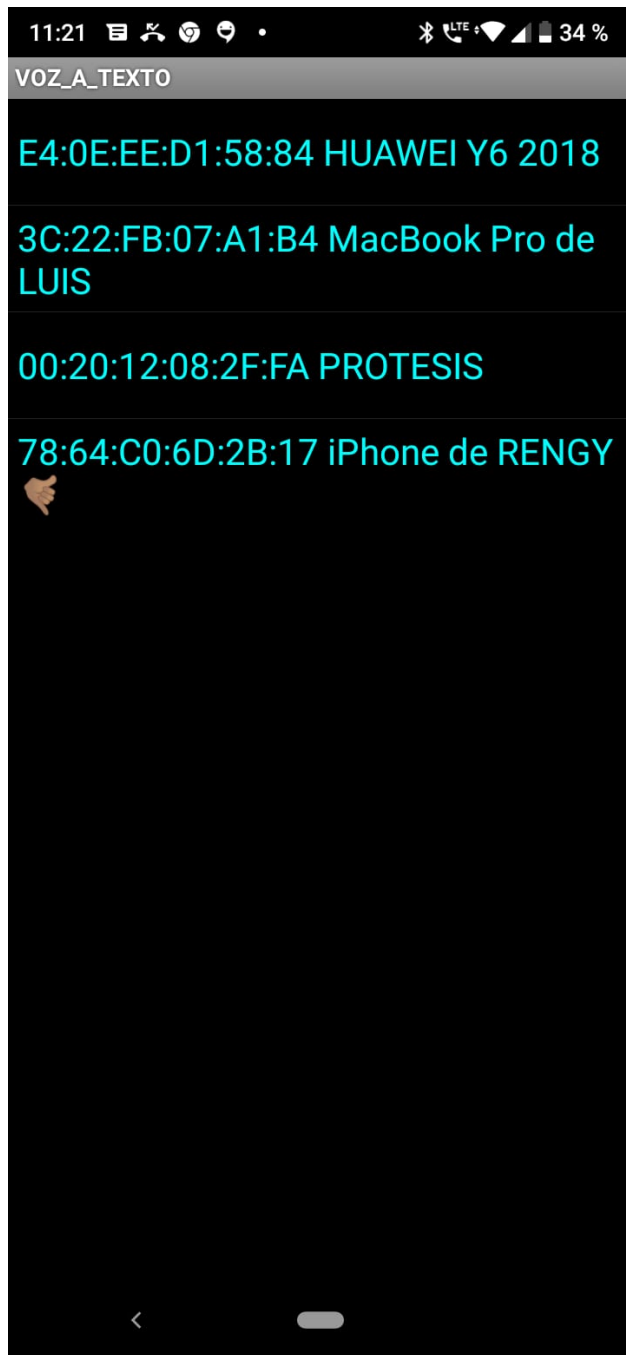 11:21 34 %
VOZ_A_TEXTO
E4:0E:EE:D1:58:84 HUAWEI Y6 2018
3C:22:FB:07:A1:B4 MacBook Pro de
LUIS
00:20:12:08:2F:FA PROTESIS
78:64:C0:6D:2B:17 iPhone de RENGY
🤙🏽